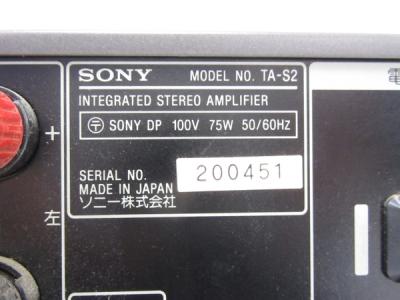 SONY MODEL NO. TA-S2
INTEGRATED STEREO AMPLIFIER
〒 SONY DP 100V 75W 50/60Hz
SERIAL NO. 200451
MADE IN JAPAN
ソニー株式会社
+
左